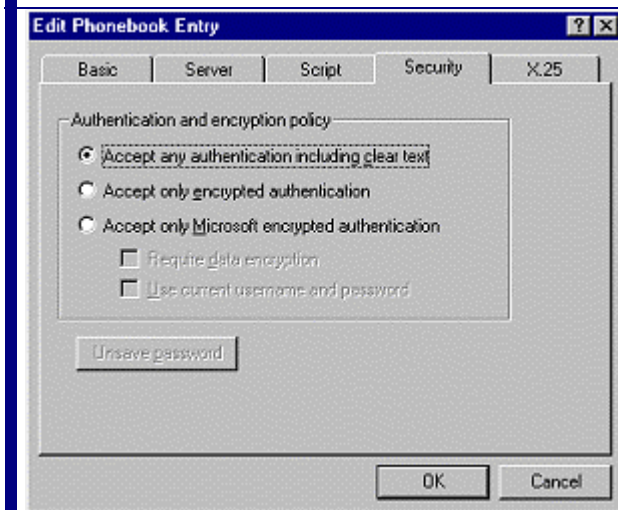 Edit Phonebook Entry
Basic Server Script Security X.25
Authentication and encryption policy
Accept any authentication including clear text
Accept only encrypted authentication
Accept only Microsoft encrypted authentication
Require data encryption
Use current username and password
Unsave password
OK Cancel